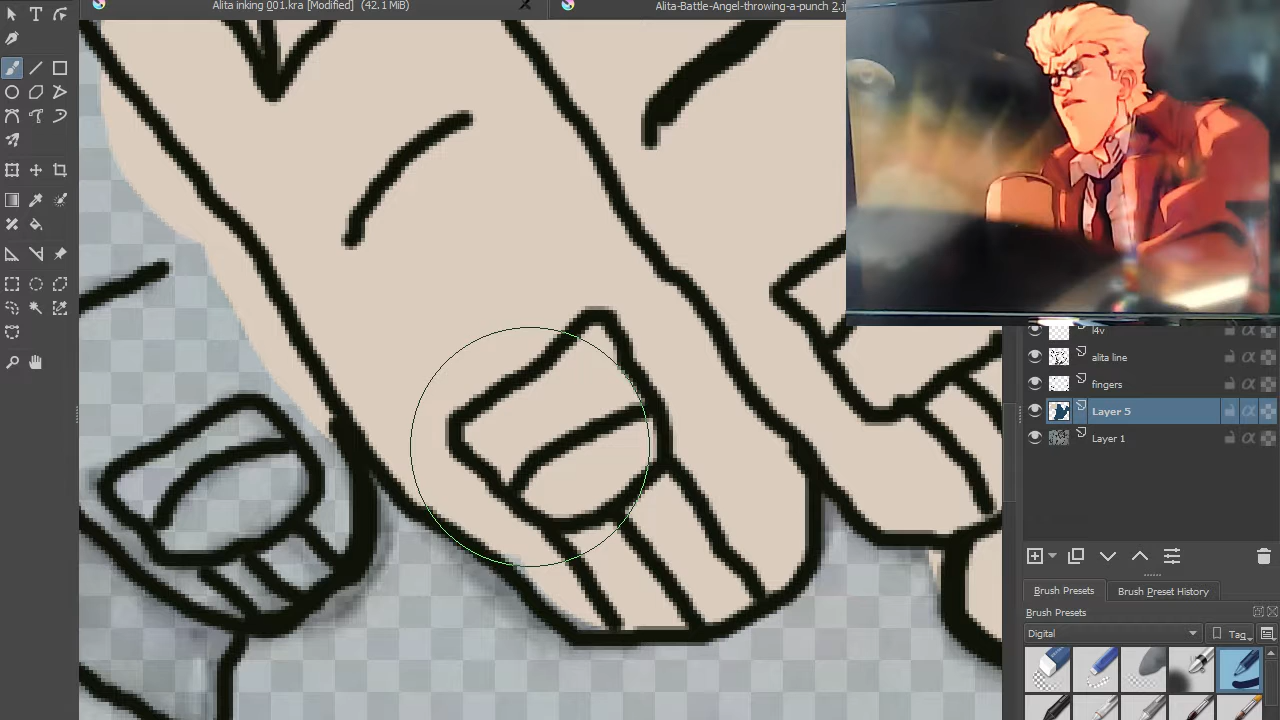 Alita inking 001.kra [Modified] (42.1 MiB)
Alita-Battle-Angel-throwing-a-punch 2.j
l4v
alita line
fingers
Layer 5
Layer 1
Brush Presets
Brush Preset History
Brush Presets
Digital
Tag